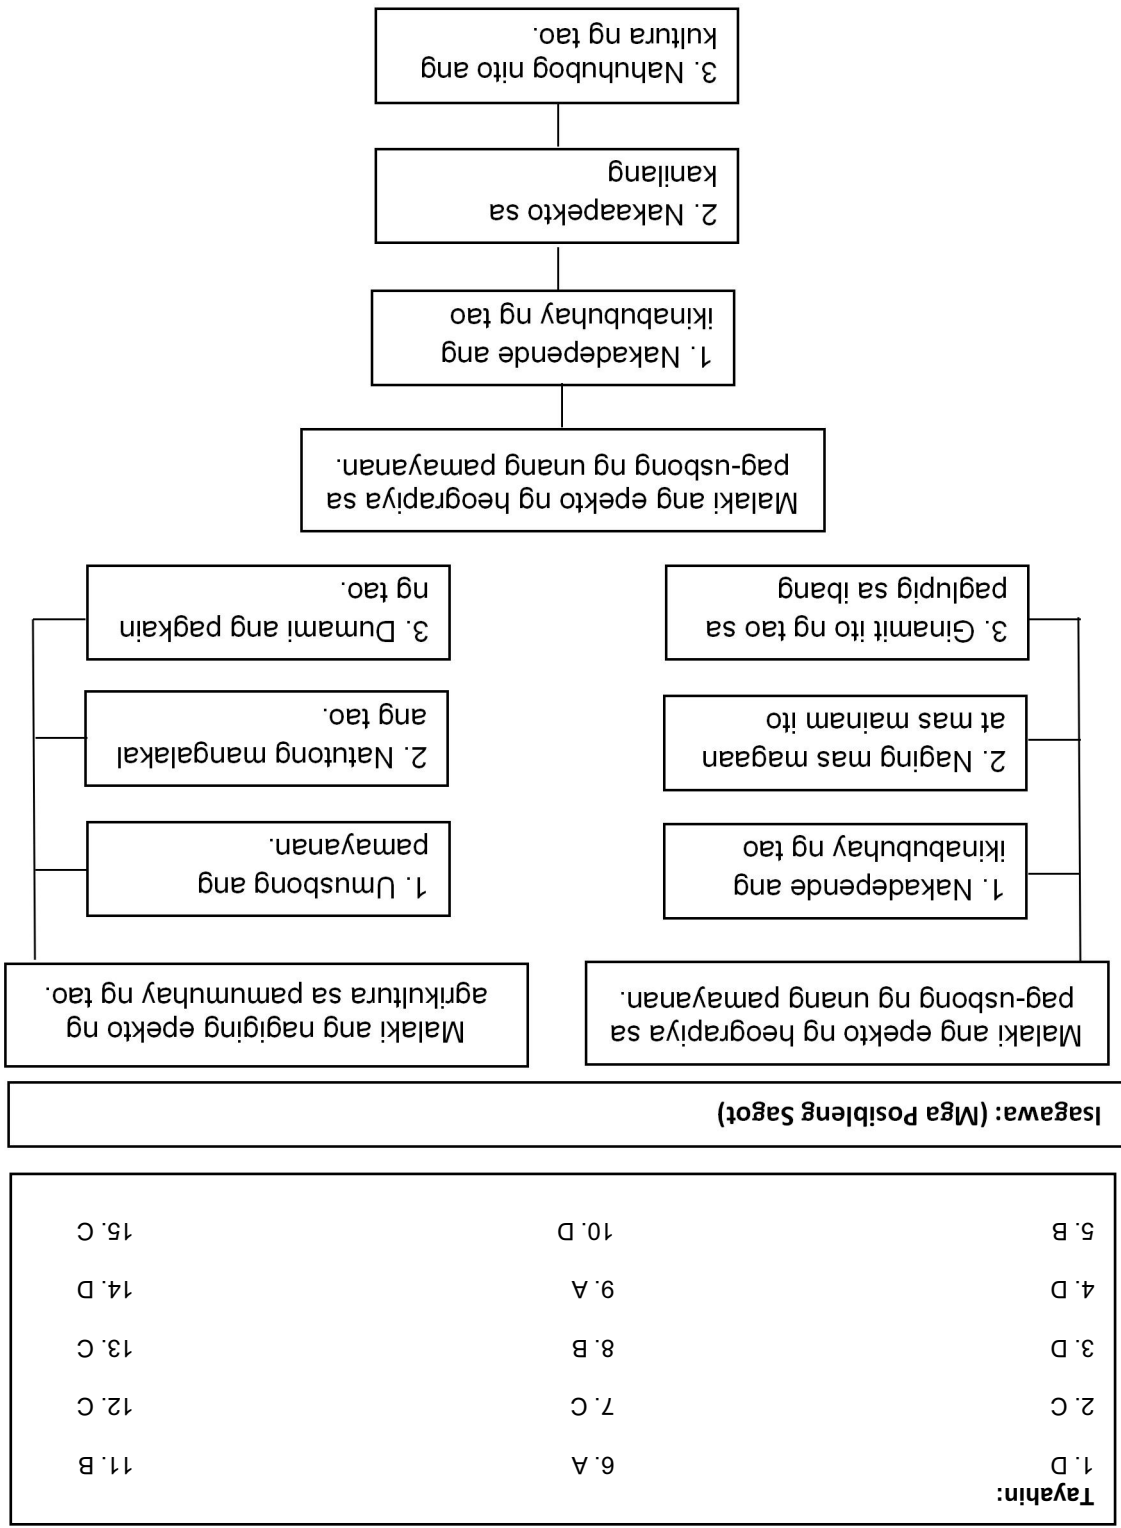 Tayahin:
1. D
2. C
3. D
4. D
5. B
6. A
7. C
8. B
9. A
10. D
11. B
12. C
13. C
14. D
15. C
Isagawa: (Mga Posibleng Sagot)
Malaki ang epekto ng heograpiya sa
pag-usbong ng unang pamayanan.
1. Nakadepende ang
ikinabubuhay ng tao
2. Naging mas magaan
at mas mainam ito
3. Ginamit ito ng tao sa
paglupig sa ibang
Malaki ang nagiging epekto ng
agrikultura sa pamumuhay ng tao.
1. Umusbong ang
pamayanan.
2. Natutong mangalakal
ang tao.
3. Dumami ang pagkain
ng tao.
Malaki ang epekto ng heograpiya sa
pag-usbong ng unang pamayanan.
1. Nakadepende ang
ikinabubuhay ng tao
2. Nakaapekto sa
kanilang
3. Nahuhubog nito ang
kultura ng tao.